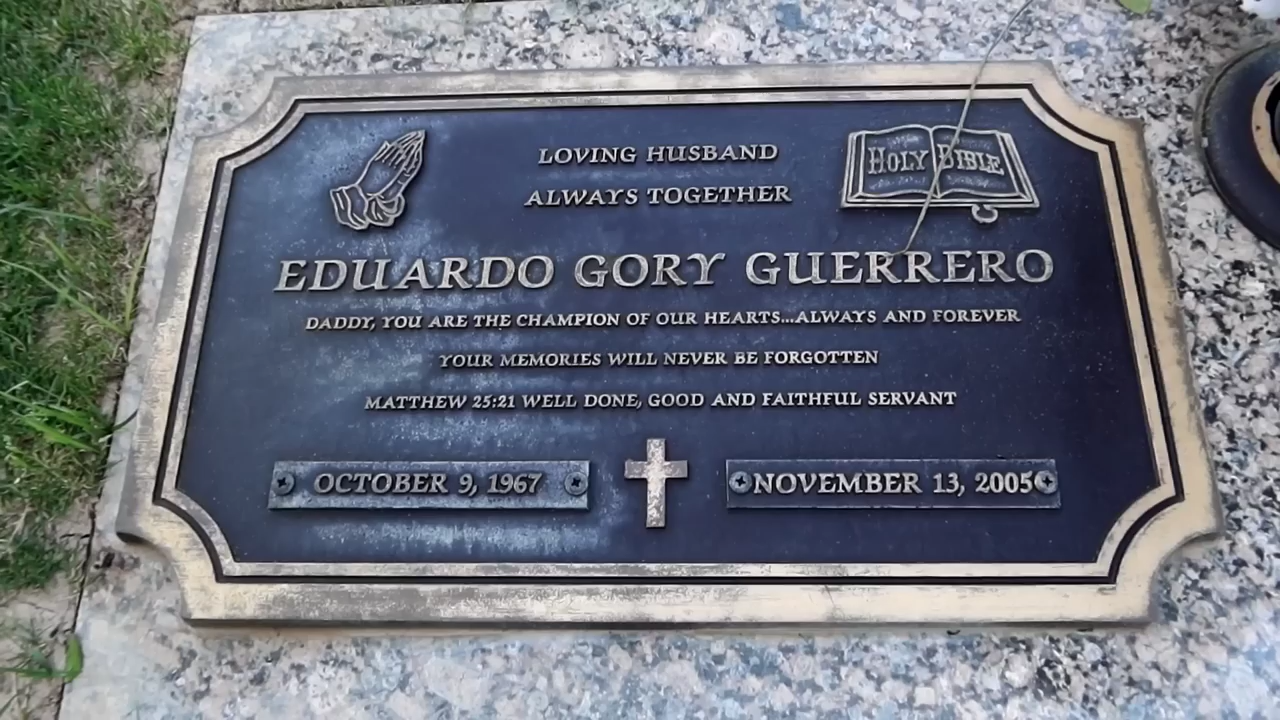 LOVING HUSBAND
ALWAYS TOGETHER
HOLY BIBLE
EDUARDO GORY GUERRERO
DADDY, YOU ARE THE CHAMPION OF OUR HEARTS...ALWAYS AND FOREVER
YOUR MEMORIES WILL NEVER BE FORGOTTEN
MATTHEW 25:21 WELL DONE, GOOD AND FAITHFUL SERVANT
OCTOBER 9, 1967
NOVEMBER 13, 2005